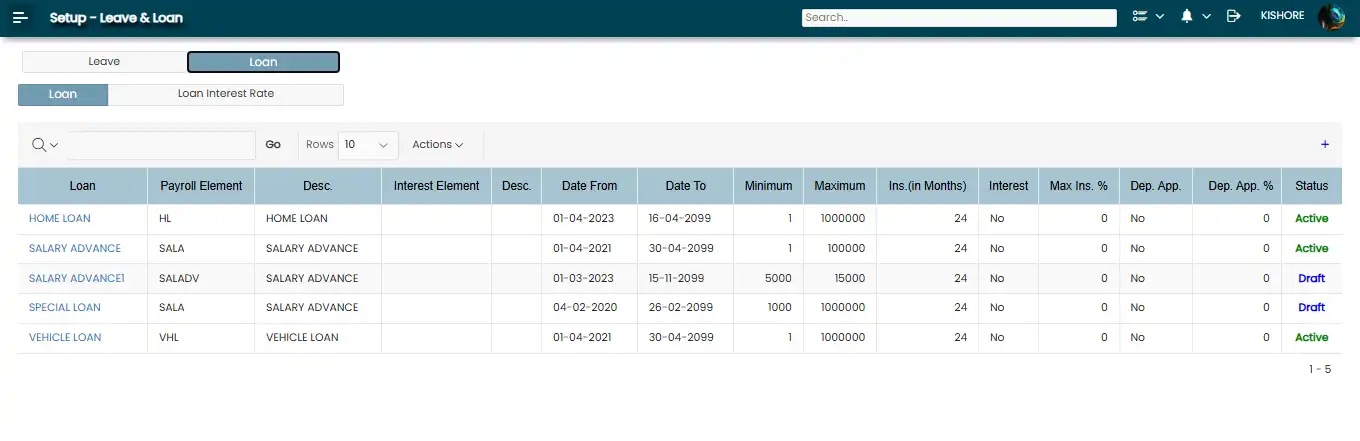 Setup - Leave & Loan Search.. KISHORE
Leave Loan
Loan Loan Interest Rate
Go Rows 10 Actions +
Loan Payroll Element Desc. Interest Element Desc. Date From Date To Minimum Maximum Ins.(in Months) Interest Max Ins. % Dep. App. Dep. App. % Status
HOME LOAN HL HOME LOAN 01-04-2023 16-04-2099 1 1000000 24 No 0 No 0 Active
SALARY ADVANCE SALA SALARY ADVANCE 01-04-2021 30-04-2099 1 100000 24 No 0 No 0 Active
SALARY ADVANCE1 SALADV SALARY ADVANCE 01-03-2023 15-11-2099 5000 15000 24 No 0 No 0 Draft
SPECIAL LOAN SALA SALARY ADVANCE 04-02-2020 26-02-2099 1000 1000000 24 No 0 No 0 Draft
VEHICLE LOAN VHL VEHICLE LOAN 01-04-2021 30-04-2099 1 1000000 24 No 0 No 0 Active
1 - 5